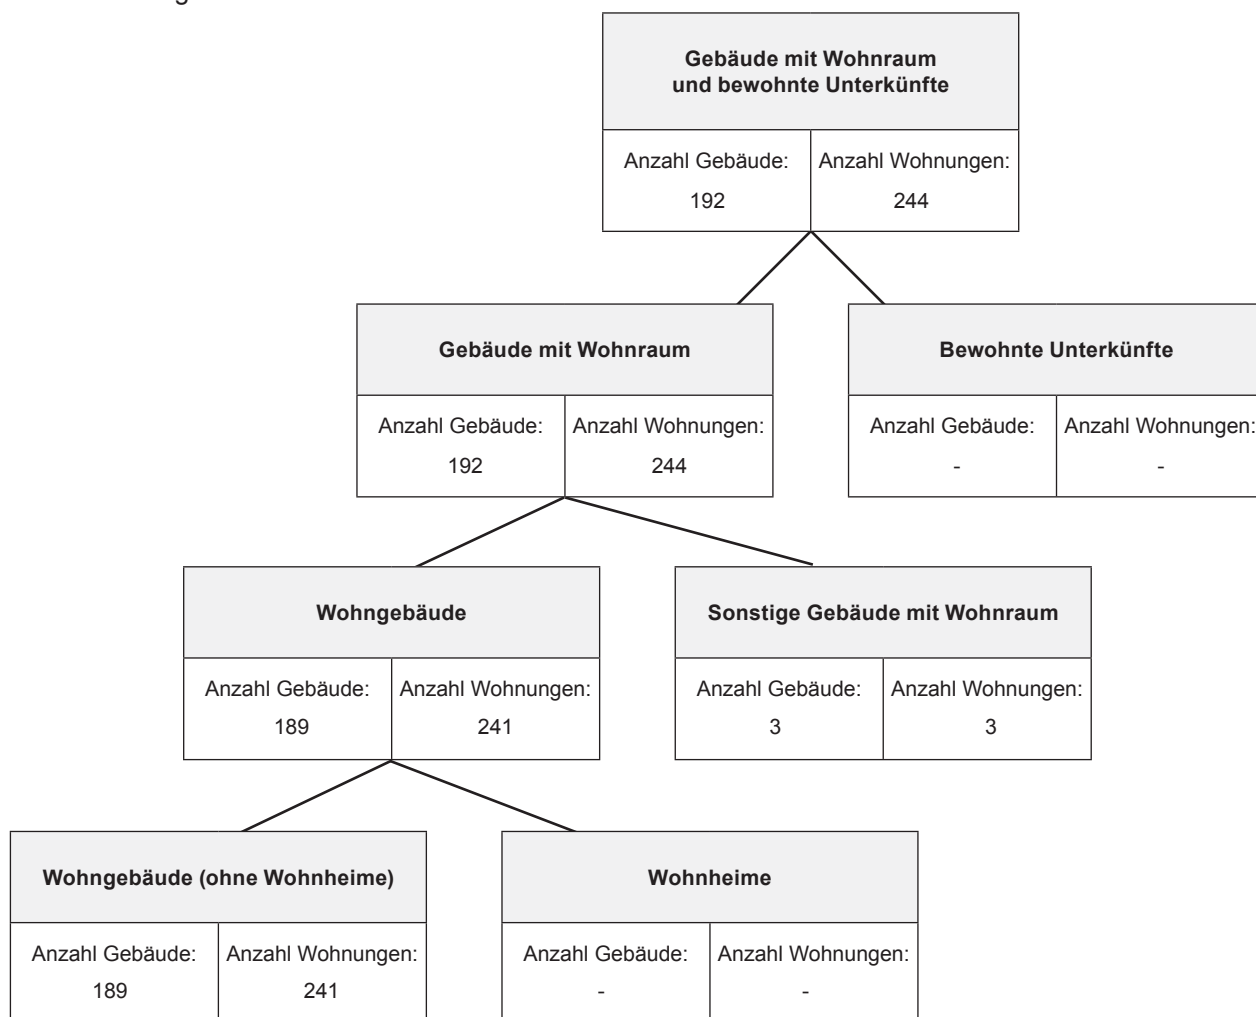 Gebäude mit Wohnraum
und bewohnte Unterkünfte
Anzahl Gebäude: Anzahl Wohnungen:
192 244
Gebäude mit Wohnraum
Anzahl Gebäude: Anzahl Wohnungen:
192 244
Bewohnte Unterkünfte
Anzahl Gebäude: Anzahl Wohnungen:
- -
Wohngebäude
Anzahl Gebäude: Anzahl Wohnungen:
189 241
Sonstige Gebäude mit Wohnraum
Anzahl Gebäude: Anzahl Wohnungen:
3 3
Wohngebäude (ohne Wohnheime)
Anzahl Gebäude: Anzahl Wohnungen:
189 241
Wohnheime
Anzahl Gebäude: Anzahl Wohnungen:
- -